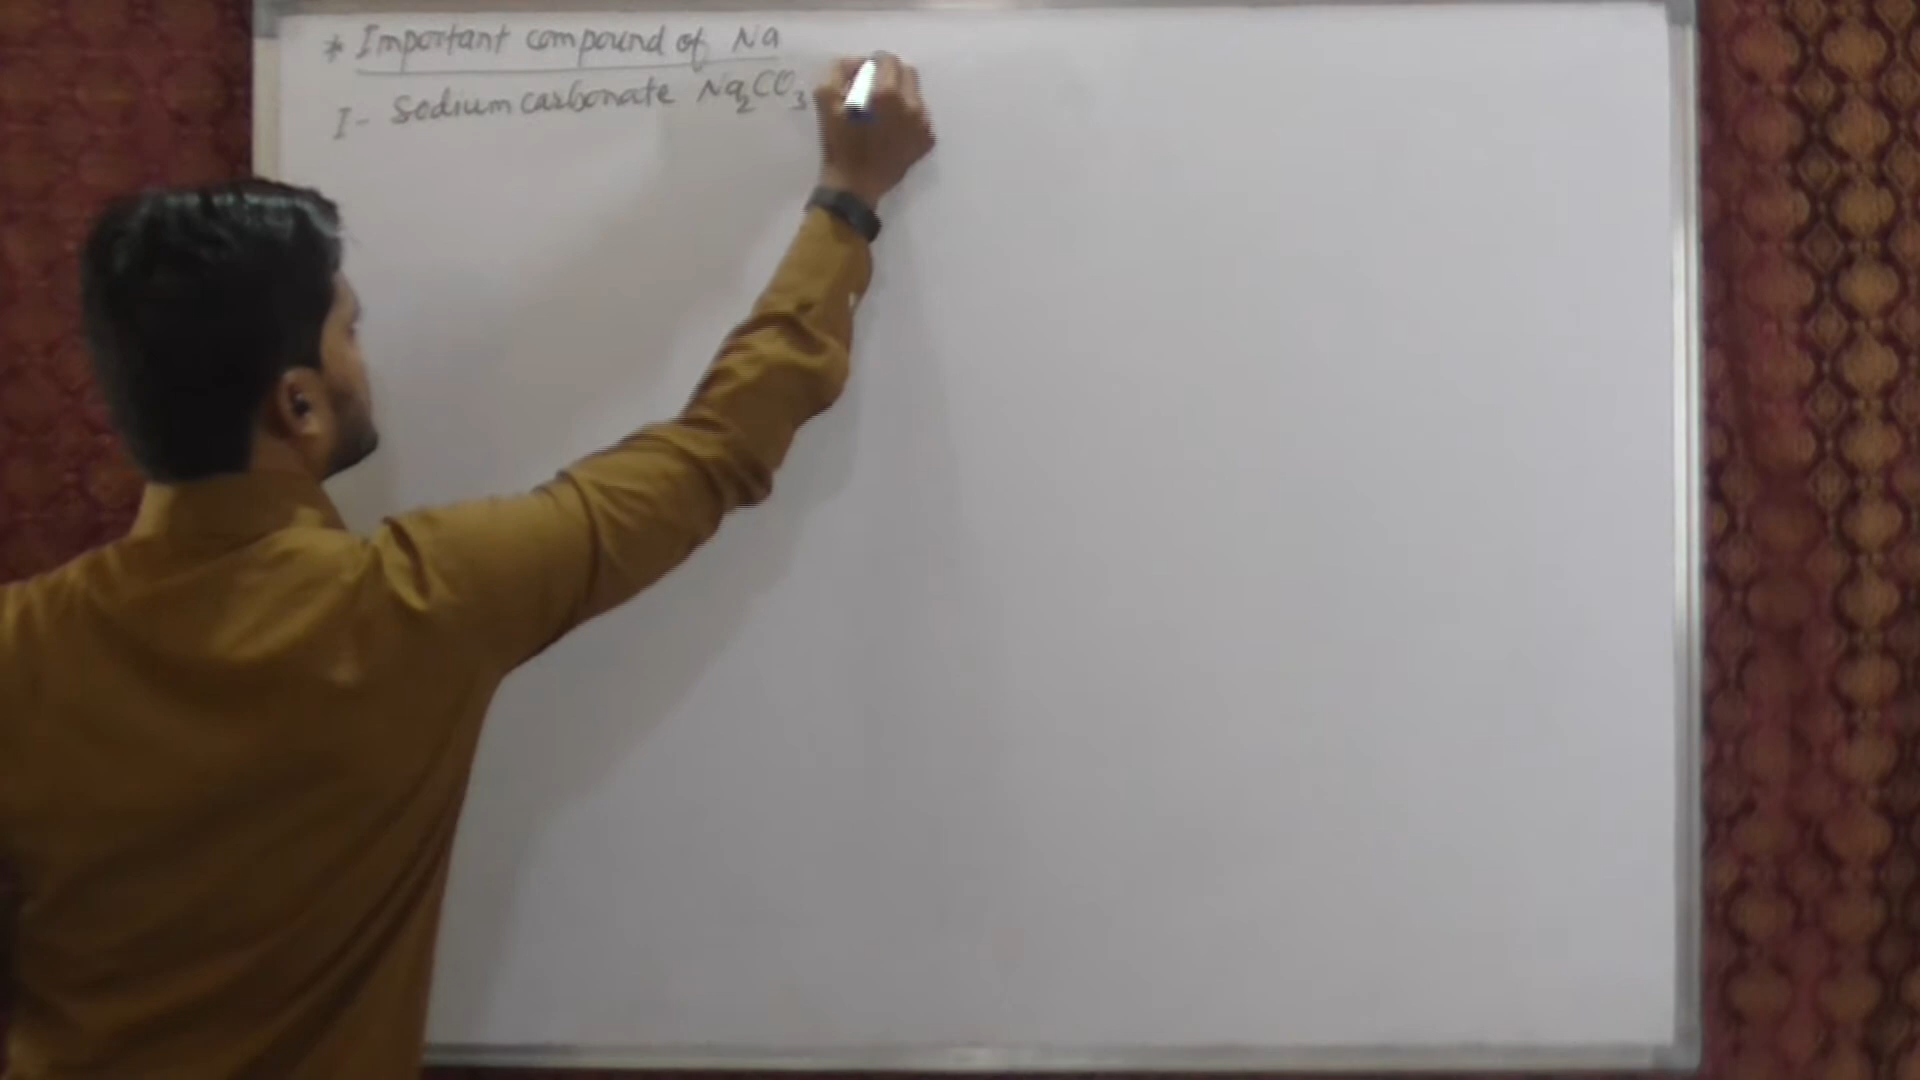 * Important compound of Na
I- Sodium carbonate Na₂CO₃